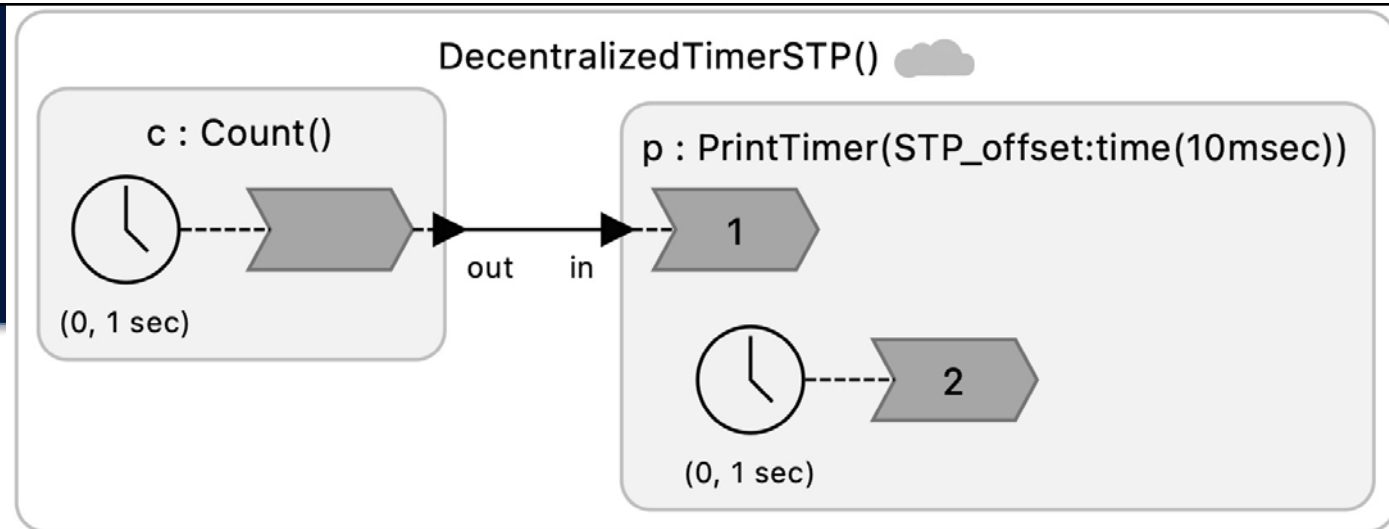 DecentralizedTimerSTP()
c : Count()
(0, 1 sec)
out
in
p : PrintTimer(STP_offset:time(10msec))
1
2
(0, 1 sec)